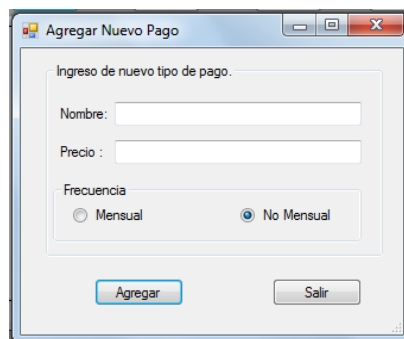 Agregar Nuevo Pago
Ingreso de nuevo tipo de pago.
Nombre:
Precio :
Frecuencia
Mensual No Mensual
Agregar Salir